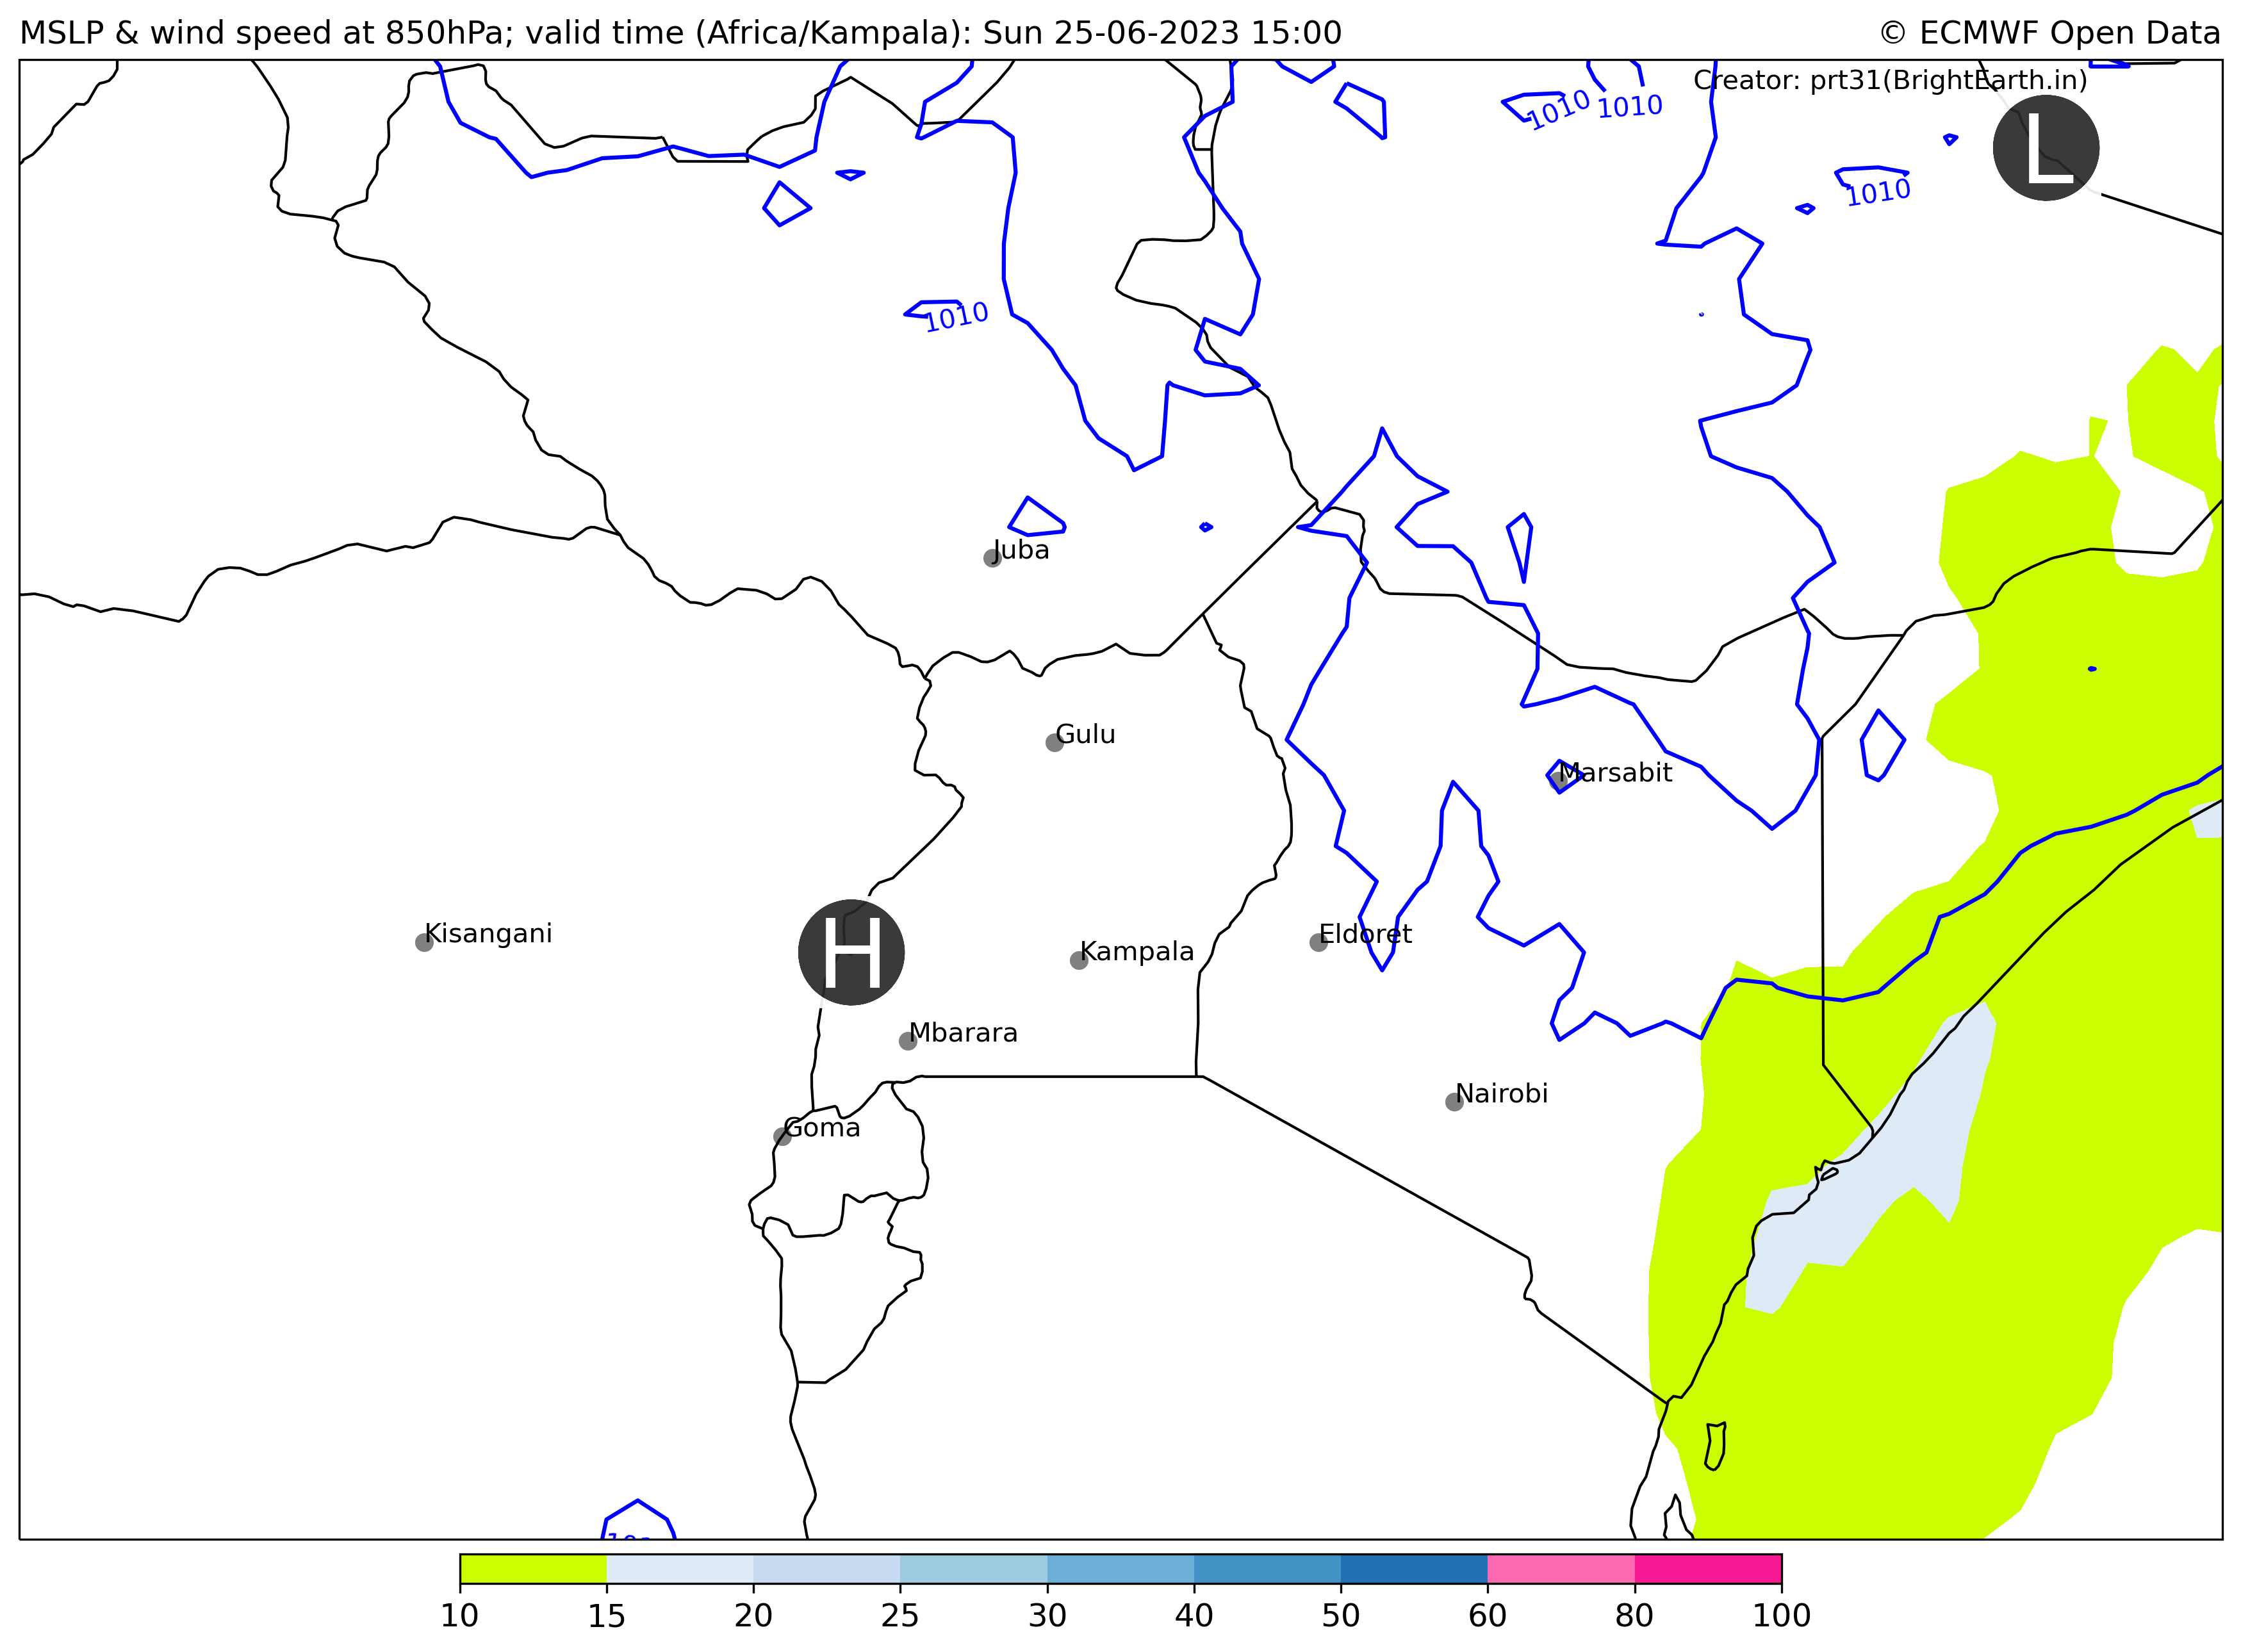 MSLP & wind speed at 850hPa; valid time (Africa/Kampala): Sun 25-06-2023 15:00
© ECMWF Open Data
Creator: prt31(BrightEarth.in)
1010
1010
L
1010
1010
Juba
Gulu
Marsabit
Kisangani
H
Kampala
Eldoret
Mbarara
Nairobi
Goma
10 15 20 25 30 40 50 60 80 100